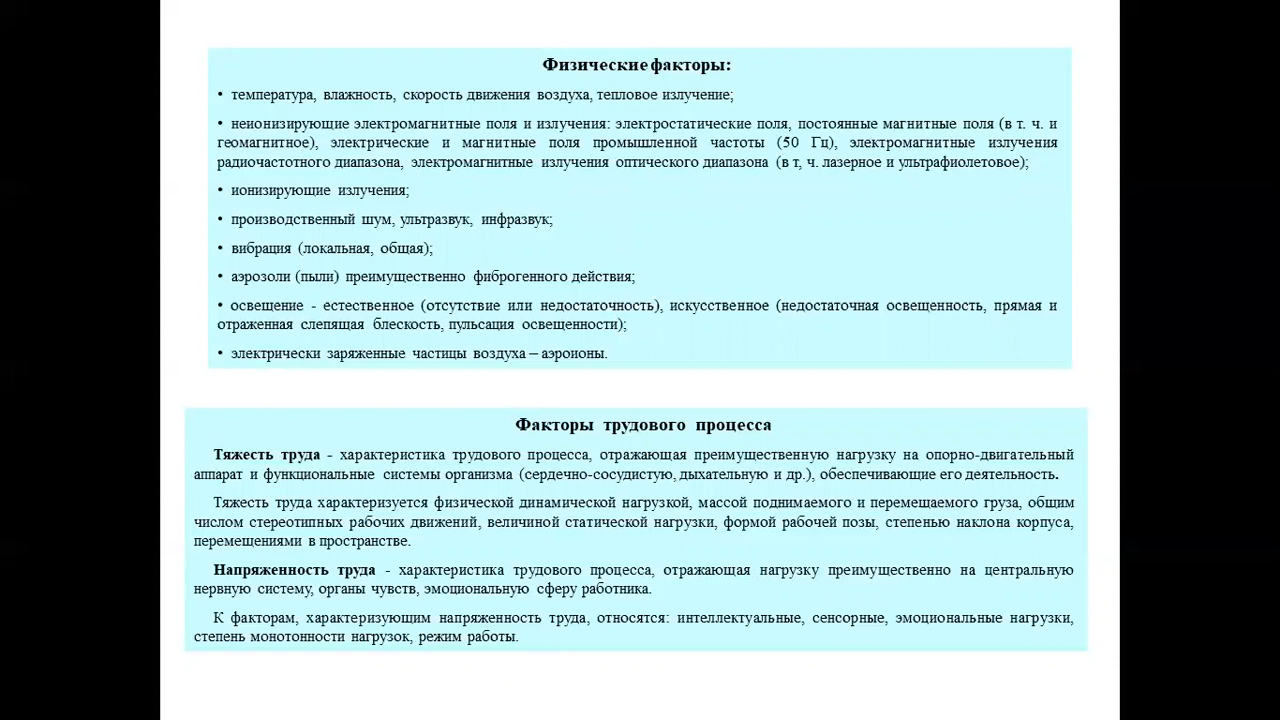 Физические факторы:
• температура, влажность, скорость движения воздуха, тепловое излучение;
• неионизирующие электромагнитные поля и излучения: электростатические поля, постоянные магнитные поля (в т. ч. и
геомагнитное), электрические и магнитные поля промышленной частоты (50 Гц), электромагнитные излучения
радиочастотного диапазона, электромагнитные излучения оптического диапазона (в т, ч. лазерное и ультрафиолетовое);
• ионизирующие излучения;
• производственный шум, ультразвук, инфразвук;
• вибрация (локальная, общая);
• аэрозоли (пыли) преимущественно фиброгенного действия;
• освещение - естественное (отсутствие или недостаточность), искусственное (недостаточная освещенность, прямая и
отраженная слепящая блескость, пульсация освещенности);
• электрически заряженные частицы воздуха – аэроионы.
Факторы трудового процесса
Тяжесть труда - характеристика трудового процесса, отражающая преимущественную нагрузку на опорно-двигательный
аппарат и функциональные системы организма (сердечно-сосудистую, дыхательную и др.), обеспечивающие его деятельность.
Тяжесть труда характеризуется физической динамической нагрузкой, массой поднимаемого и перемещаемого груза, общим
числом стереотипных рабочих движений, величиной статической нагрузки, формой рабочей позы, степенью наклона корпуса,
перемещениями в пространстве.
Напряженность труда - характеристика трудового процесса, отражающая нагрузку преимущественно на центральную
нервную систему, органы чувств, эмоциональную сферу работника.
К факторам, характеризующим напряженность труда, относятся: интеллектуальные, сенсорные, эмоциональные нагрузки,
степень монотонности нагрузок, режим работы.